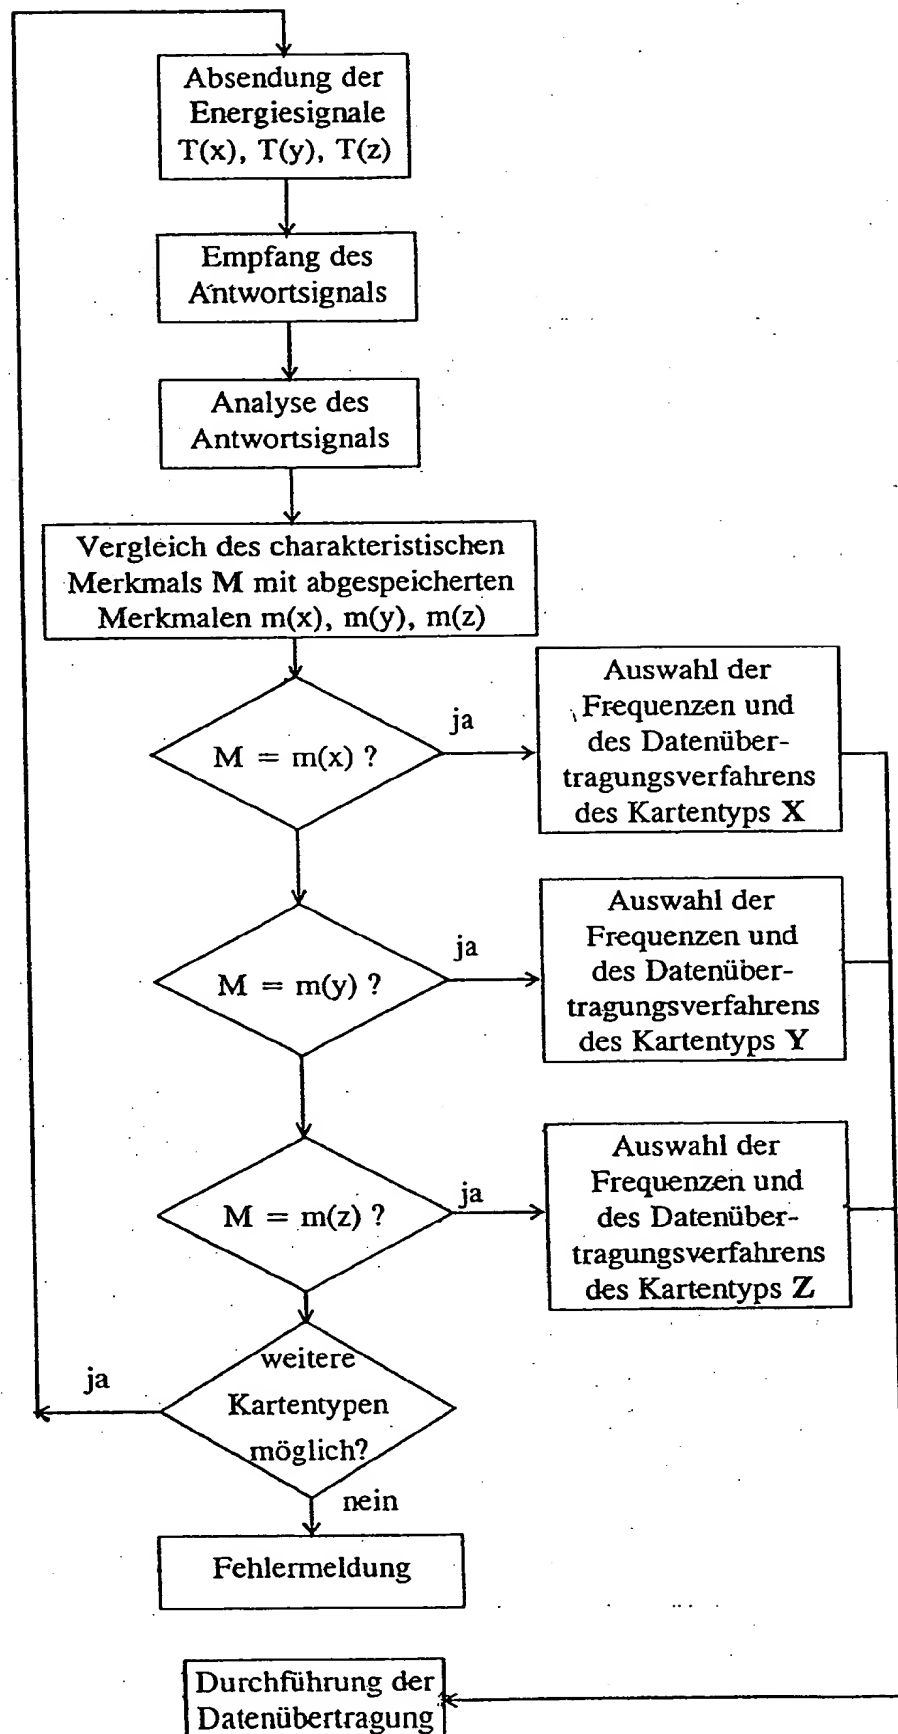 Absendung der
Energiesignale
T(x), T(y), T(z)
Empfang des
Antwortsignals
Analyse des
Antwortsignals
Vergleich des charakteristischen
Merkmals M mit abgespeicherten
Merkmalen m(x), m(y), m(z)
M = m(x) ?
ja
Auswahl der
Frequenzen und
des Datenüber-
tragungsverfahrens
des Kartentyps X
M = m(y) ?
ja
Auswahl der
Frequenzen und
des Datenüber-
tragungsverfahrens
des Kartentyps Y
M = m(z) ?
ja
Auswahl der
Frequenzen und
des Datenüber-
tragungsverfahrens
des Kartentyps Z
weitere
Kartentypen
möglich?
ja
nein
Fehlermeldung
Durchführung der
Datenübertragung